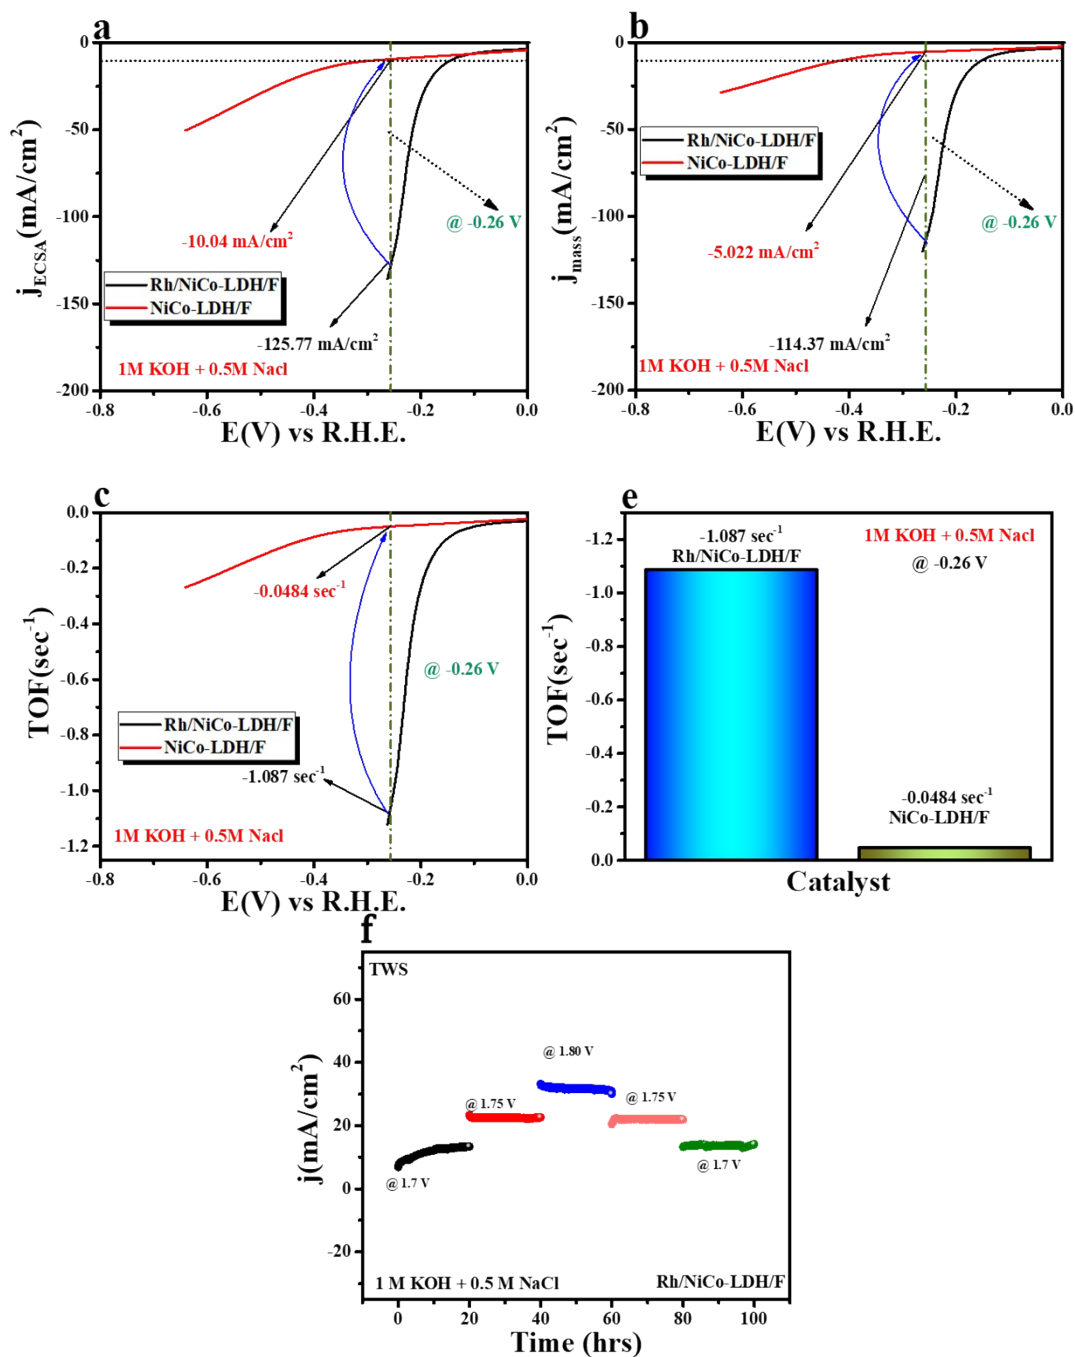 a
0
-50
-100
-150
-200
j_ECSA(mA/cm²)
@ -0.26 V
-10.04 mA/cm²
Rh/NiCo-LDH/F
NiCo-LDH/F
-125.77 mA/cm²
1M KOH + 0.5M Nacl
-0.8 -0.6 -0.4 -0.2 0.0
E(V) vs R.H.E.
b
0
-50
-100
-150
-200
j_mass(mA/cm²)
Rh/NiCo-LDH/F
NiCo-LDH/F
@ -0.26 V
-5.022 mA/cm²
-114.37 mA/cm²
1M KOH + 0.5M Nacl
-0.8 -0.6 -0.4 -0.2 0.0
E(V) vs R.H.E.
c
0.0
-0.2
-0.4
-0.6
-0.8
-1.0
-1.2
TOF(sec⁻¹)
-0.0484 sec⁻¹
@ -0.26 V
Rh/NiCo-LDH/F
NiCo-LDH/F
-1.087 sec⁻¹
1M KOH + 0.5M Nacl
-0.8 -0.6 -0.4 -0.2 0.0
E(V) vs R.H.E.
e
-1.2
-1.0
-0.8
-0.6
-0.4
-0.2
0.0
TOF(sec⁻¹)
-1.087 sec⁻¹
Rh/NiCo-LDH/F
1M KOH + 0.5M Nacl
@ -0.26 V
-0.0484 sec⁻¹
NiCo-LDH/F
Catalyst
f
TWS
60
40
20
0
-20
j(mA/cm²)
@ 1.80 V
@ 1.75 V
@ 1.75 V
@ 1.7 V
@ 1.7 V
1 M KOH + 0.5 M NaCl
Rh/NiCo-LDH/F
0 20 40 60 80 100
Time (hrs)